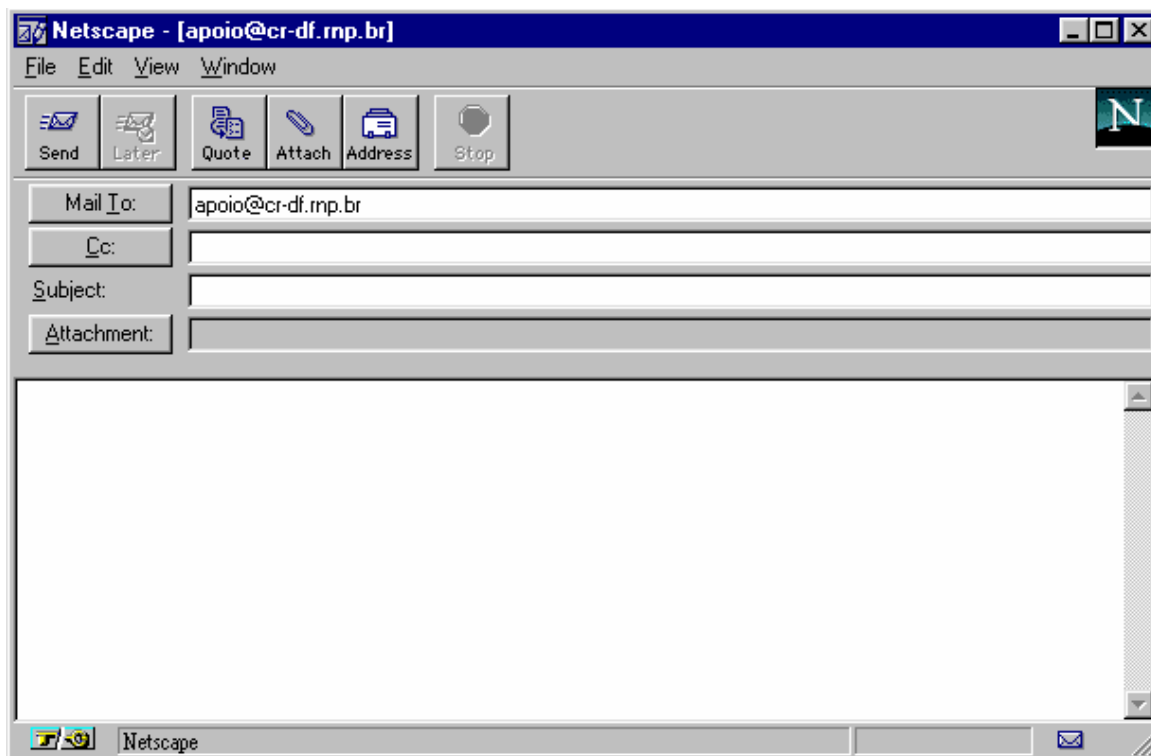 Netscape - [apoio@cr-df.rnp.br]
File Edit View Window
Send Later Quote Attach Address Stop N
Mail To: apoio@cr-df.rnp.br
Cc:
Subject:
Attachment:
Netscape